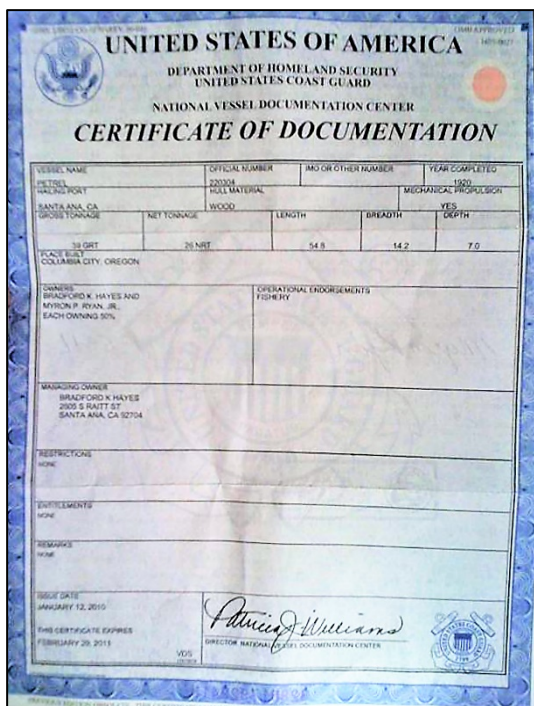 OMB APPROVED
UNITED STATES OF AMERICA
DEPARTMENT OF HOMELAND SECURITY
UNITED STATES COAST GUARD
NATIONAL VESSEL DOCUMENTATION CENTER
CERTIFICATE OF DOCUMENTATION
VESSEL NAME OFFICIAL NUMBER IMO OR OTHER NUMBER YEAR COMPLETED
PETREL 220304 1920
HAILING PORT HULL MATERIAL MECHANICAL PROPULSION
SANTA ANA, CA WOOD YES
GROSS TONNAGE NET TONNAGE LENGTH BREADTH DEPTH
39 GRT 26 NRT 54.8 14.2 7.0
PLACE BUILT
COLUMBIA CITY, OREGON
OWNERS OPERATIONAL ENDORSEMENTS
BRADFORD K. HAYES AND FISHERY
MYRON P. RYAN, JR.,
EACH OWNING 50%
MANAGING OWNER
BRADFORD K HAYES
2605 S RAITT ST
SANTA ANA, CA 92704
RESTRICTIONS
NONE
ENTITLEMENTS
NONE
REMARKS
NONE
ISSUE DATE
JANUARY 12, 2010
Patricia J Williams
THIS CERTIFICATE EXPIRES
DIRECTOR NATIONAL VESSEL DOCUMENTATION CENTER
FEBRUARY 28, 2011
VDS